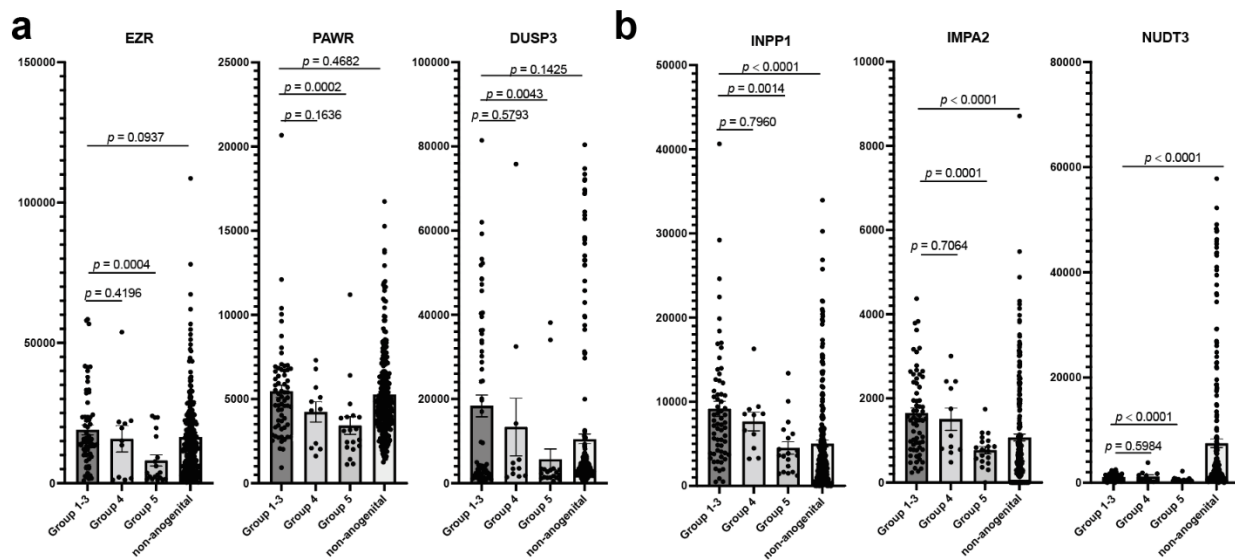 a
EZR
150000
100000
50000
0
p = 0.0937
p = 0.0004
p = 0.4196
Group 1-3
Group 4
Group 5
non-anogenital
PAWR
25000
20000
15000
10000
5000
0
p = 0.4682
p = 0.0002
p = 0.1636
Group 1-3
Group 4
Group 5
non-anogenital
DUSP3
100000
80000
60000
40000
20000
0
p = 0.1425
p = 0.0043
p = 0.5793
Group 1-3
Group 4
Group 5
non-anogenital
b
INPP1
50000
40000
30000
20000
10000
0
p < 0.0001
p = 0.0014
p = 0.7960
Group 1-3
Group 4
Group 5
non-anogenital
IMPA2
10000
8000
6000
4000
2000
0
p < 0.0001
p = 0.0001
p = 0.7064
Group 1-3
Group 4
Group 5
non-anogenital
NUDT3
80000
60000
40000
20000
0
p < 0.0001
p < 0.0001
p = 0.5984
Group 1-3
Group 4
Group 5
non-anogenital